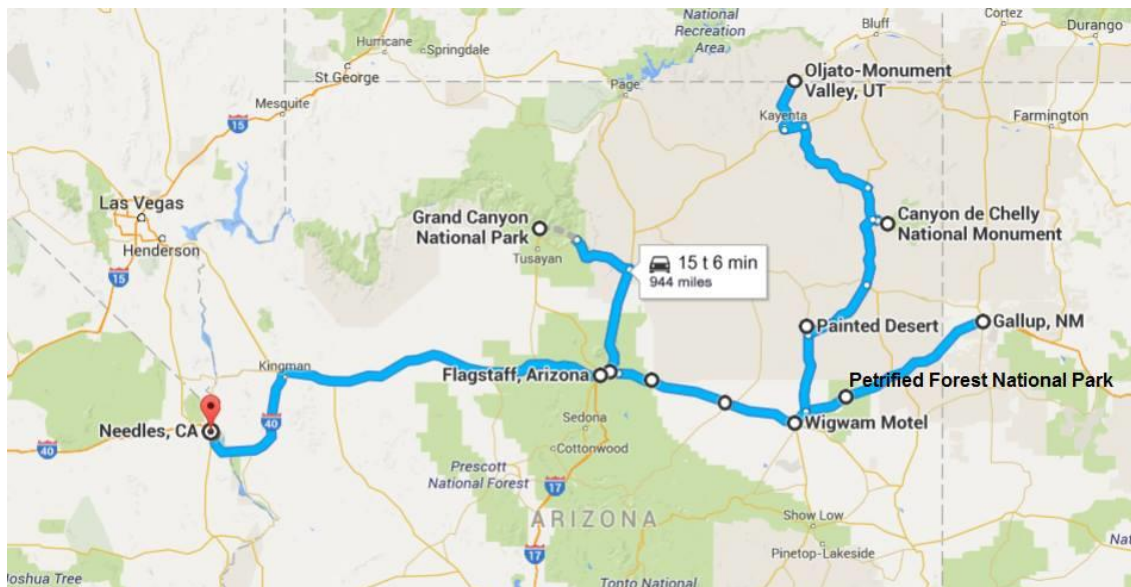 National
Recreation
Area
Bluff
Cortez
Durango
Hurricane
Springdale
St George
Mesquite
Page
Oljato-Monument
Valley, UT
Kayenta
Farmington
15
Las Vegas
Henderson
15
Grand Canyon
National Park
Tusayan
15 t 6 min
944 miles
Canyon de Chelly
National Monument
Painted Desert
Gallup, NM
Kingman
Flagstaff, Arizona
Petrified Forest National Park
40
Needles, CA
40
Sedona
Cottonwood
Wigwam Motel
Prescott
National Forest
17
ARIZONA
17
Show Low
Pinetop-Lakeside
Nat
Joshua Tree
Tonto National